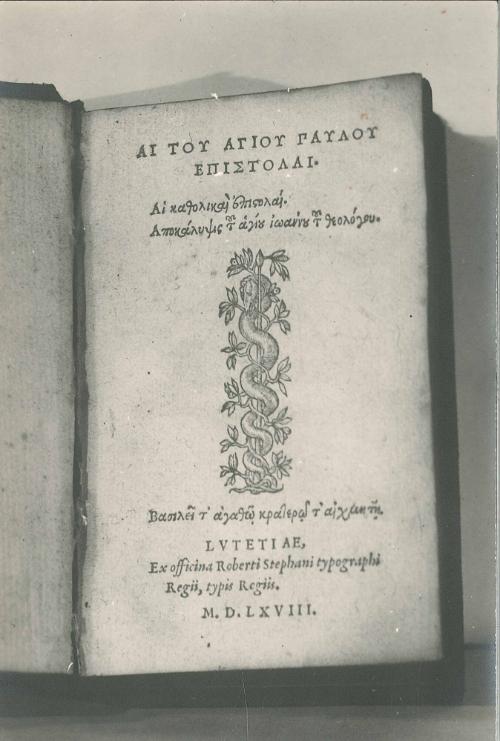 ΑΙ ΤΟΥ ΑΓΙΟΥ ΠΑΥΛΟΥ
ΕΠΙΣΤΟΛΑΙ.
Αἱ καθολικαὶ ἐπιστολαί.
Ἀποκάλυψις τοῦ ἁγίου ἰωάννου τοῦ θεολόγου.
Βασιλεῖ τ' ἀγαθῷ κρατερῷ τ' αἰχμητῇ.
LVTETIAE,
Ex officina Roberti Stephani typographi
Regii, typis Regiis.
M. D. LXVIII.